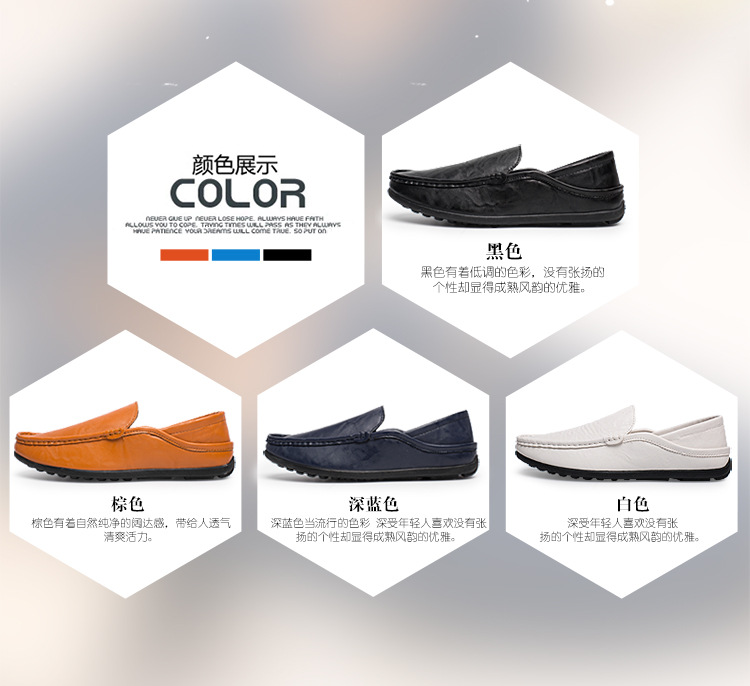 颜色展示
COLOR
NEVER GIVE UP NEVER LOSE HOPE. ALWAYS HAVE FAITH
ALLOWS YOU TO COPE. TRYING TIMES WILL PASS AS THEY ALWAYS
HAVE PATIENCE YOUR DREAMS WILL COME TRUE. SO PUT ON
黑色
黑色有着低调的色彩，没有张扬的
个性却显得成熟风韵的优雅。
棕色
棕色有着自然纯净的阔达感，带给人透气
清爽活力。
深蓝色
深蓝色当流行的色彩 深受年轻人喜欢没有张
扬的个性却显得成熟风韵的优雅。
白色
深受年轻人喜欢没有张
扬的个性却显得成熟风韵的优雅。